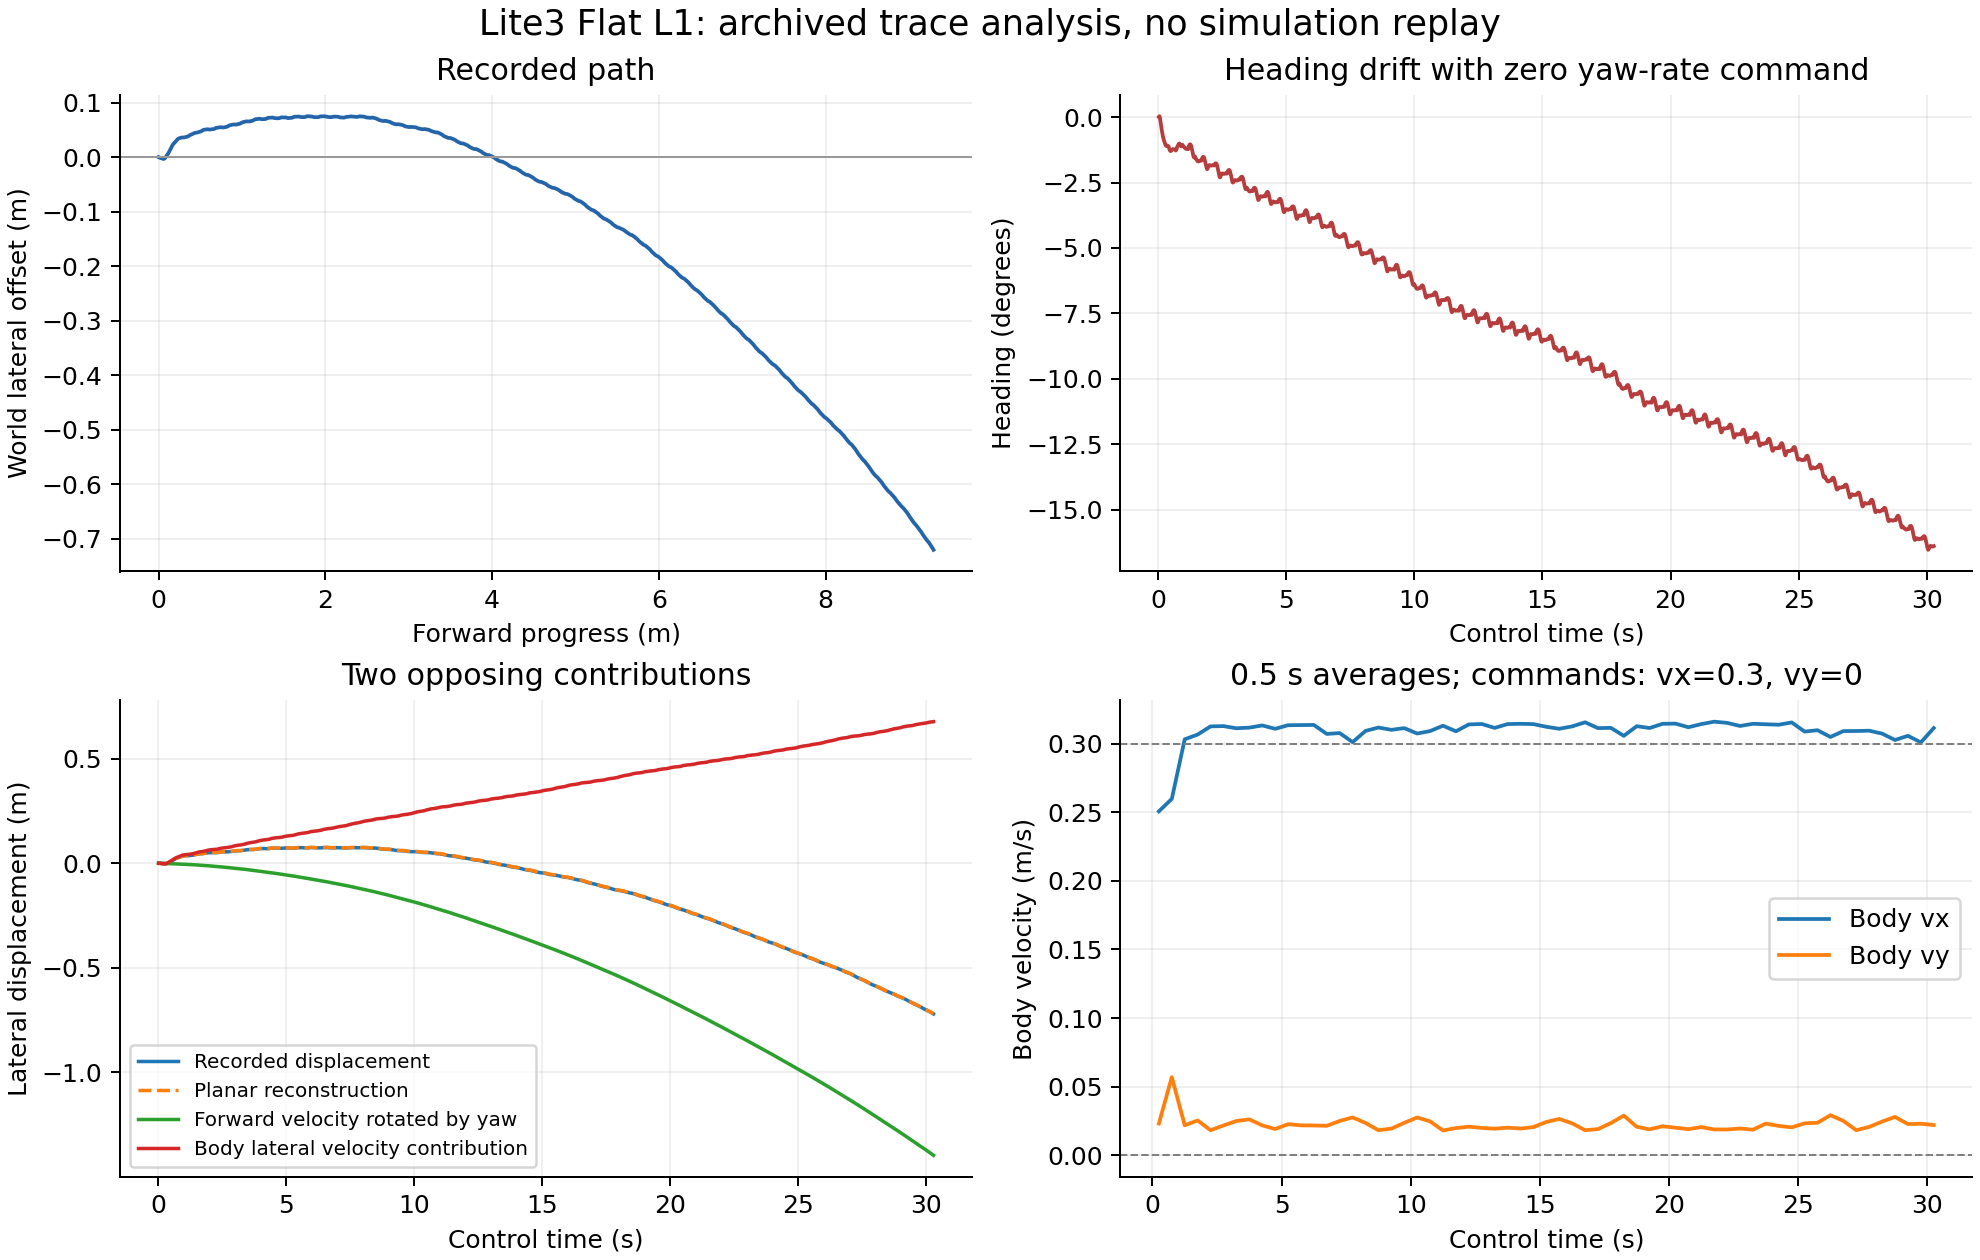 Lite3 Flat L1: archived trace analysis, no simulation replay
Recorded path
World lateral offset (m)
0.1
0.0
−0.1
−0.2
−0.3
−0.4
−0.5
−0.6
−0.7
0
2
4
6
8
Forward progress (m)
Heading drift with zero yaw-rate command
Heading (degrees)
0.0
−2.5
−5.0
−7.5
−10.0
−12.5
−15.0
0
5
10
15
20
25
30
Control time (s)
Two opposing contributions
Lateral displacement (m)
0.5
0.0
−0.5
−1.0
Recorded displacement
Planar reconstruction
Forward velocity rotated by yaw
Body lateral velocity contribution
0
5
10
15
20
25
30
Control time (s)
0.5 s averages; commands: vx=0.3, vy=0
Body velocity (m/s)
0.30
0.25
0.20
0.15
0.10
0.05
0.00
Body vx
Body vy
0
5
10
15
20
25
30
Control time (s)